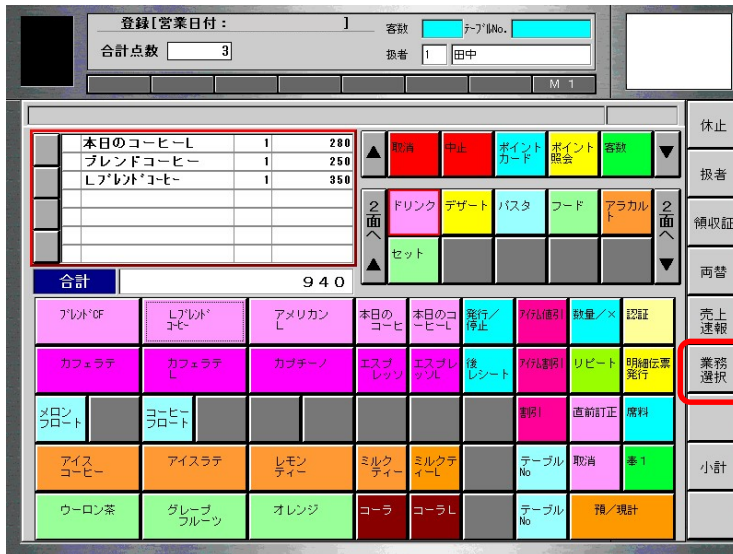 登録[営業日付: ]
客数 テーブルNo.
合計点数 3
扱者 1 田中
M 1
本日のコーヒーL 1 280
ブレンドコーヒー 1 250
Lブレンドコーヒー 1 350
合計 940
▲ 取消 中止 ポイント カード ポイント 照会 客数 ▼
2面へ ドリンク デザート パスタ フード アラカルト 2面へ
▲ セット ▼
休止
扱者
領収証
両替
売上速報
業務選択
小計
ブレンドCF Lブレンドコーヒー アメリカンL 本日のコーヒ 本日のコーヒーL 発行/停止 アイテム値引 数量/× 認証
カフェラテ カフェラテL カプチーノ エスプレッソ エスプレッソL 後レシート アイテム割引 リピート 明細伝票発行
メロンフロート コーヒーフロート 割引 直前訂正 席料
アイスコーヒー アイスラテ レモンティー ミルクティー ミルクティーL テーブルNo 取消 券1
ウーロン茶 グレープフルーツ オレンジ コーラ コーラL テーブルNo 預/現計